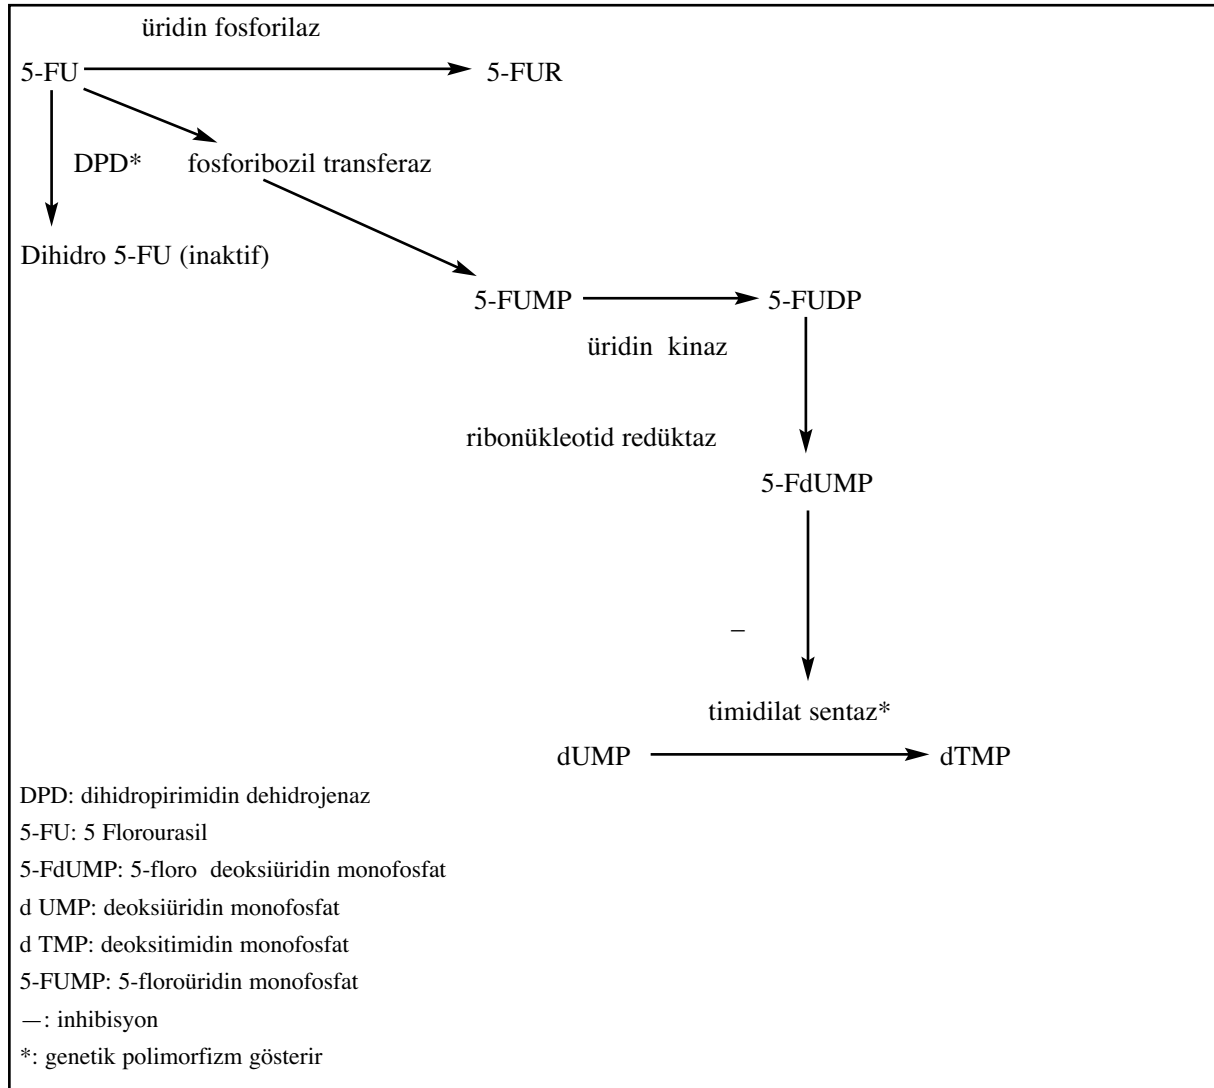 üridin fosforilaz
5-FU 5-FUR
DPD* fosforibozil transferaz
Dihidro 5-FU (inaktif)
5-FUMP 5-FUDP
üridin kinaz
ribonükleotid redüktaz
5-FdUMP
–
timidilat sentaz*
dUMP dTMP
DPD: dihidropirimidin dehidrojenaz
5-FU: 5 Florourasil
5-FdUMP: 5-floro deoksiüridin monofosfat
d UMP: deoksiüridin monofosfat
d TMP: deoksitimidin monofosfat
5-FUMP: 5-floroüridin monofosfat
—: inhibisyon
*: genetik polimorfizm gösterir